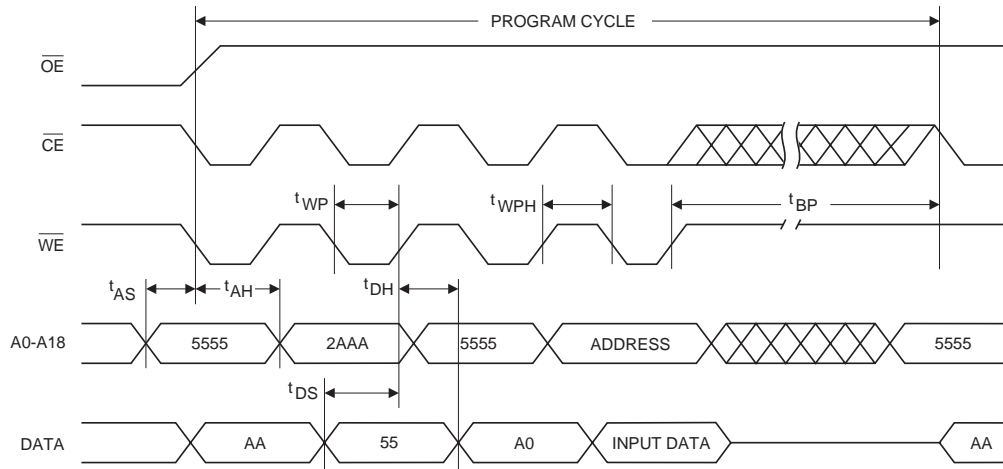 PROGRAM CYCLE
OE
CE
tWP tWPH tBP
WE
tAS tAH tDH
A0-A18 5555 2AAA 5555 ADDRESS 5555
tDS
DATA AA 55 A0 INPUT DATA AA